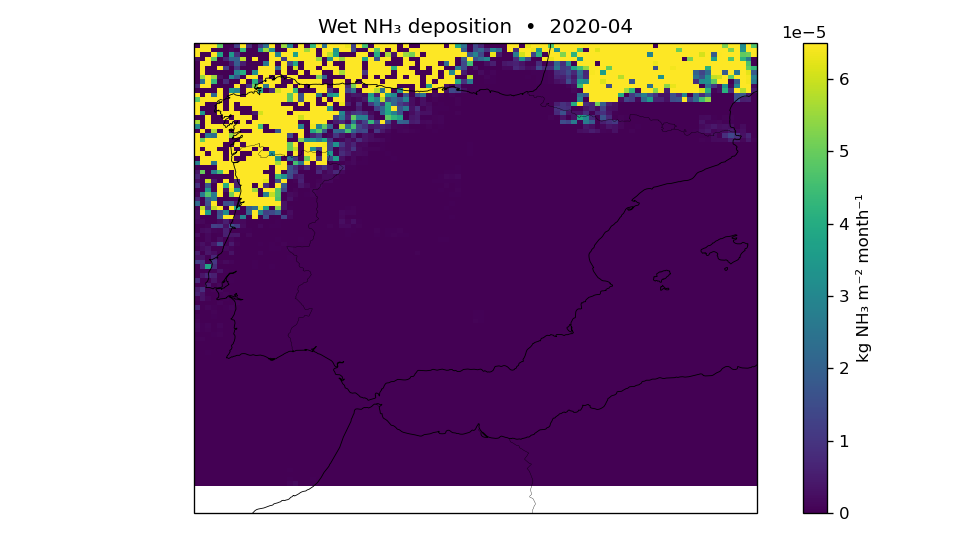 Wet NH₃ deposition • 2020-04
1e−5
6
5
4
3
2
1
0
kg NH₃ m⁻² month⁻¹